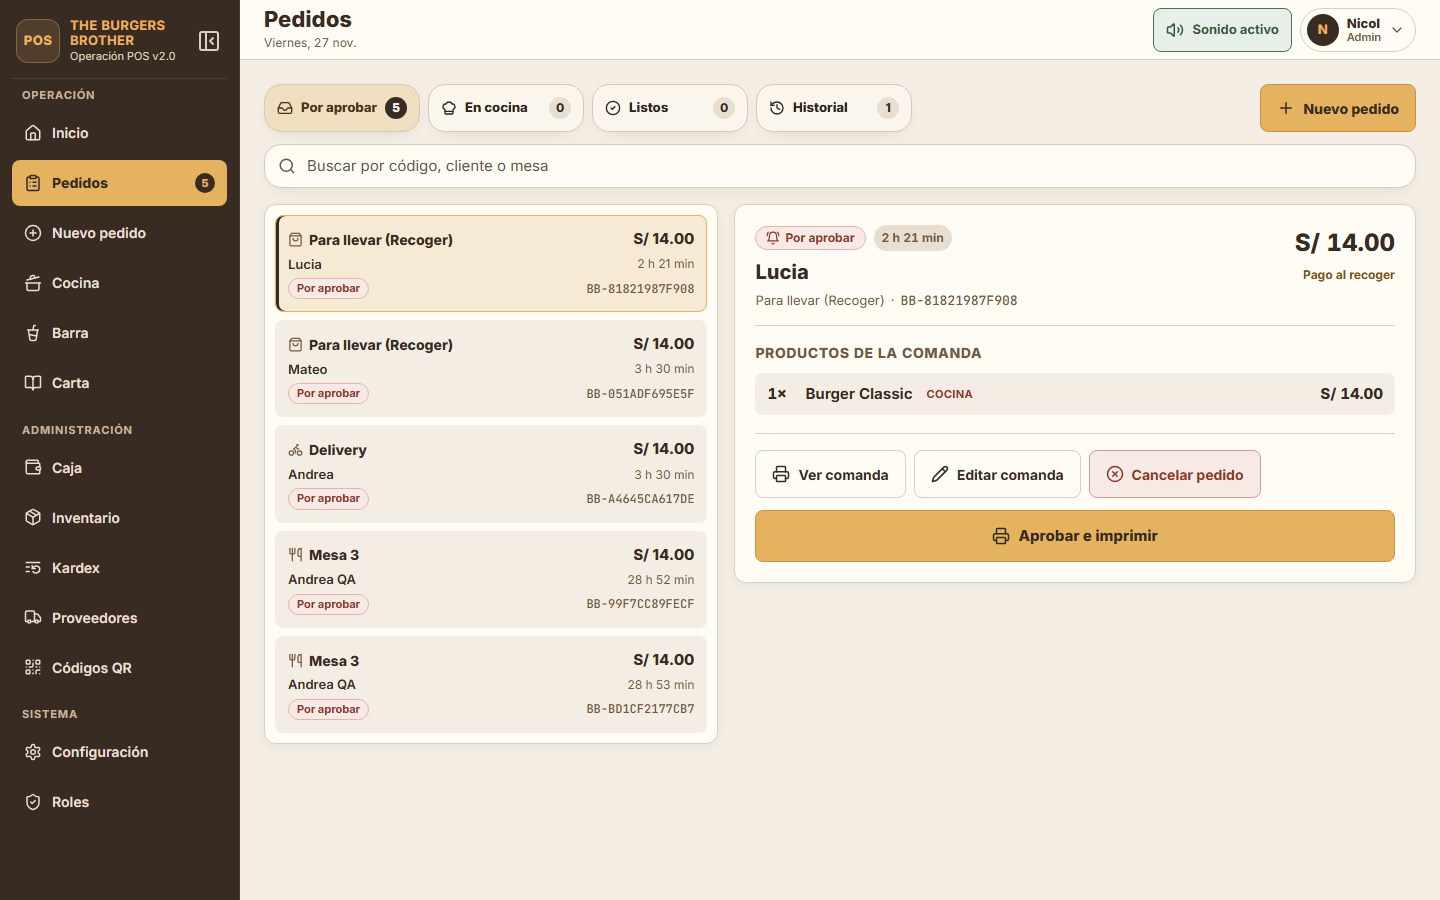 POS
THE BURGERS
BROTHER
Operación POS v2.0
OPERACIÓN
Inicio
Pedidos 5
Nuevo pedido
Cocina
Barra
Carta
ADMINISTRACIÓN
Caja
Inventario
Kardex
Proveedores
Códigos QR
SISTEMA
Configuración
Roles
Pedidos
Viernes, 27 nov.
Sonido activo
N
Nicol
Admin
Por aprobar 5
En cocina 0
Listos 0
Historial 1
Nuevo pedido
Buscar por código, cliente o mesa
Para llevar (Recoger) S/ 14.00
Lucia 2 h 21 min
Por aprobar BB-81821987F908
Para llevar (Recoger) S/ 14.00
Mateo 3 h 30 min
Por aprobar BB-051ADF695E5F
Delivery S/ 14.00
Andrea 3 h 30 min
Por aprobar BB-A4645CA617DE
Mesa 3 S/ 14.00
Andrea QA 28 h 52 min
Por aprobar BB-99F7CC89FECF
Mesa 3 S/ 14.00
Andrea QA 28 h 53 min
Por aprobar BB-BD1CF2177CB7
Por aprobar 2 h 21 min
S/ 14.00
Lucia
Pago al recoger
Para llevar (Recoger) · BB-81821987F908
PRODUCTOS DE LA COMANDA
1× Burger Classic COCINA S/ 14.00
Ver comanda
Editar comanda
Cancelar pedido
Aprobar e imprimir